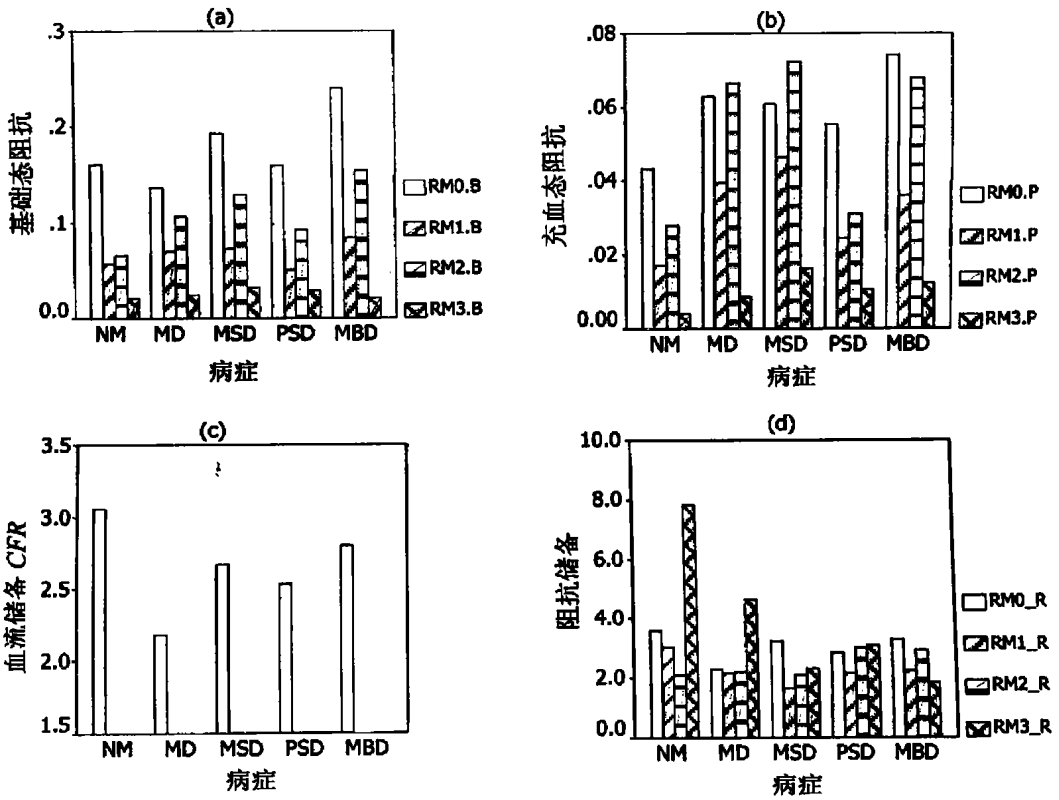 (a)
.3
.2
.1
0.0
基础态阻抗
NM MD MSD PSD MBD
病症
RM0.B
RM1.B
RM2.B
RM3.B
(b)
.08
.06
.04
.02
0.00
充血态阻抗
NM MD MSD PSD MBD
病症
RM0.P
RM1.P
RM2.P
RM3.P
(c)
3.5
3.0
2.5
2.0
1.5
血流储备 CFR
NM MD MSD PSD MBD
病症
(d)
10.0
8.0
6.0
4.0
2.0
0.0
阻抗储备
NM MD MSD PSD MBD
病症
RM0_R
RM1_R
RM2_R
RM3_R